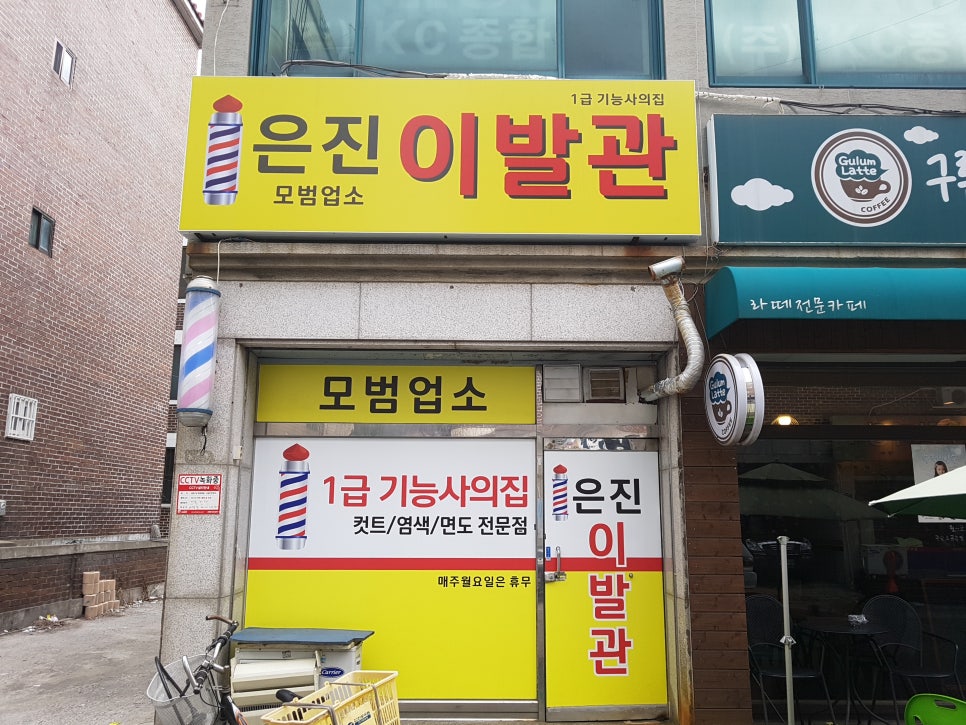 1급 기능사의집
은진 이발관
모범업소
Gulum
Latte
COFFEE
라떼전문카페
모범업소
Gulum
Latte
Coffee
CCTV녹화중
1급 기능사의집
컷트/염색/면도 전문점
매주월요일은 휴무
은진
이
발
관
Carrier